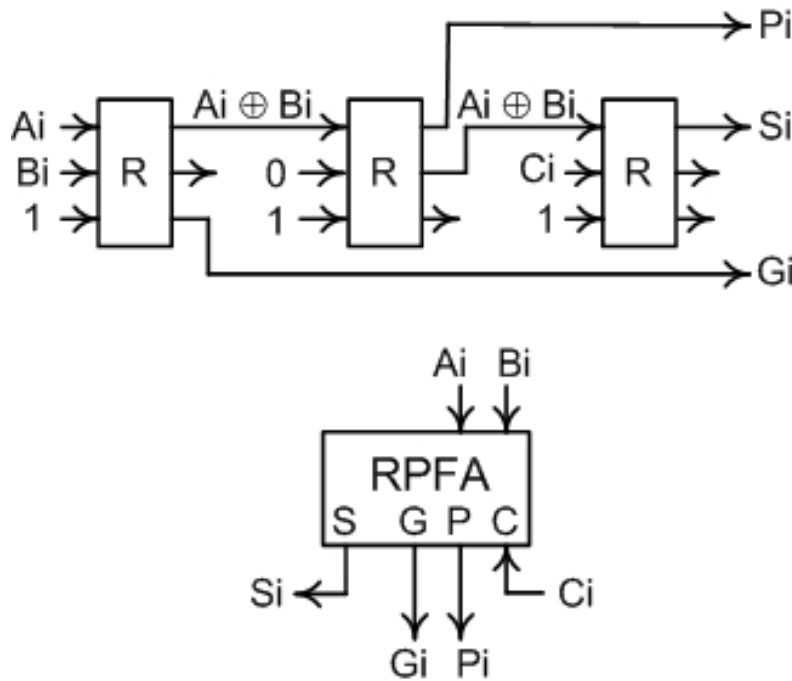 Pi
Ai Ai ⊕ Bi Ai ⊕ Bi Si
Bi R 0 R Ci R
1 1 1
Gi
Ai Bi
RPFA
S G P C
Si Ci
Gi Pi